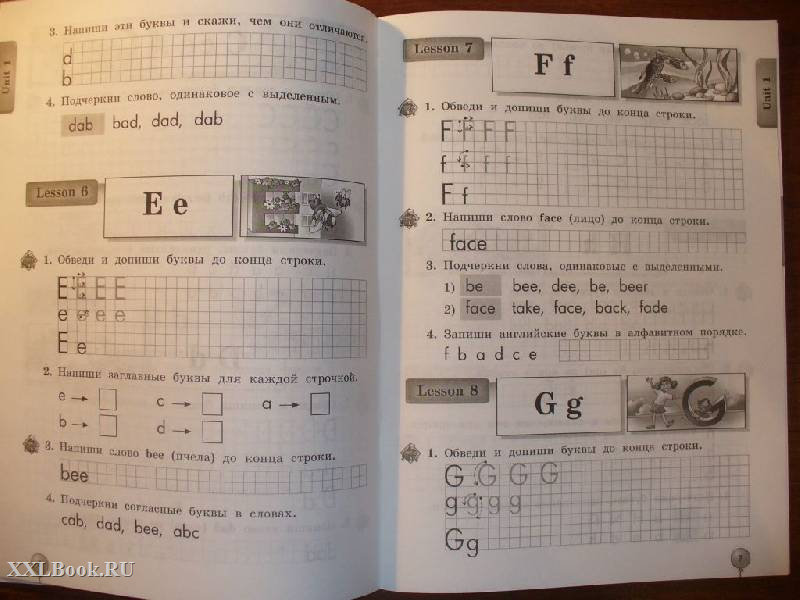 Unit 1
3. Напиши эти буквы и скажи, чем они отличаются.
d
b
4. Подчеркни слово, одинаковое с выделенным.
dab bad, dad, dab
Lesson 6
E e
1. Обведи и допиши буквы до конца строки.
E E E E
e e e e
E e
2. Напиши заглавные буквы для каждой строчной.
e → c → a →
b → d →
3. Напиши слово bee (пчела) до конца строки.
bee
4. Подчеркни согласные буквы в словах.
cab, dad, bee, abc
XXLBook.RU
Lesson 7
F f
Unit 1
1. Обведи и допиши буквы до конца строки.
F F F F
f f f f
F f
2. Напиши слово face (лицо) до конца строки.
face
3. Подчеркни слова, одинаковые с выделенными.
1) be bee, dee, be, beer
2) face take, face, back, fade
4. Запиши английские буквы в алфавитном порядке.
f b a d c e
Lesson 8
G g
G
1. Обведи и допиши буквы до конца строки.
G G G G
g g g g
G g